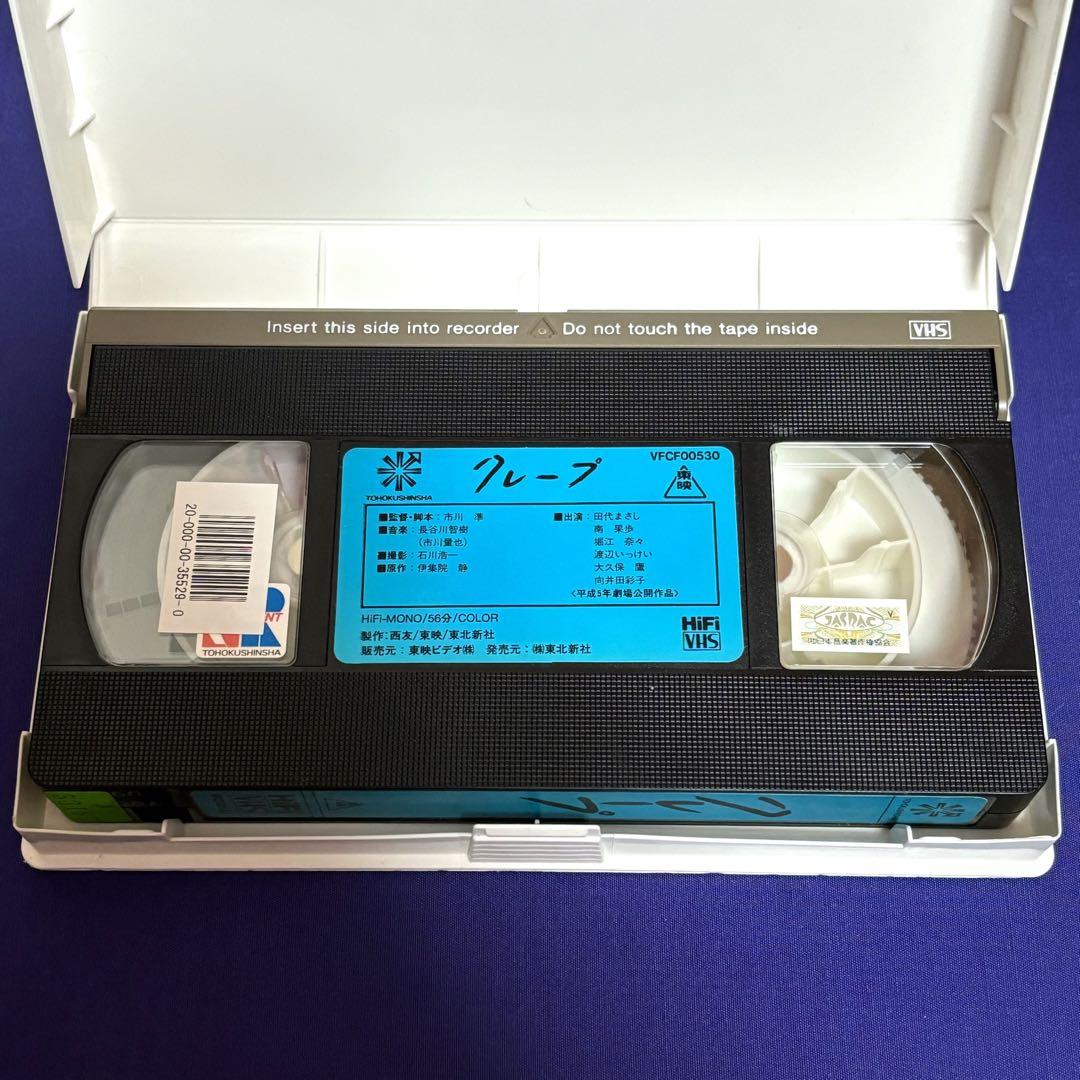 Insert this side into recorder Do not touch the tape inside VHS
VFCF00530
クレープ
東映
TOHOKUSHINSHA
■監督・脚本：市川 準
■音楽：長谷川智樹
（市川量也）
■撮影：石川浩一
■原作：伊集院 静
■出演：田代まさし
南 果歩
堀江 奈々
渡辺いっけい
大久保 鷹
向井田彩子
〈平成5年劇場公開作品〉
HiFi-MONO/56分/COLOR
製作：西友/東映/東北新社
販売元：東映ビデオ㈱ 発売元：㈱東北新社
HiFi
VHS
20-000-00-35529-0
TOHOKUSHINSHA
JASRAC
クレープ